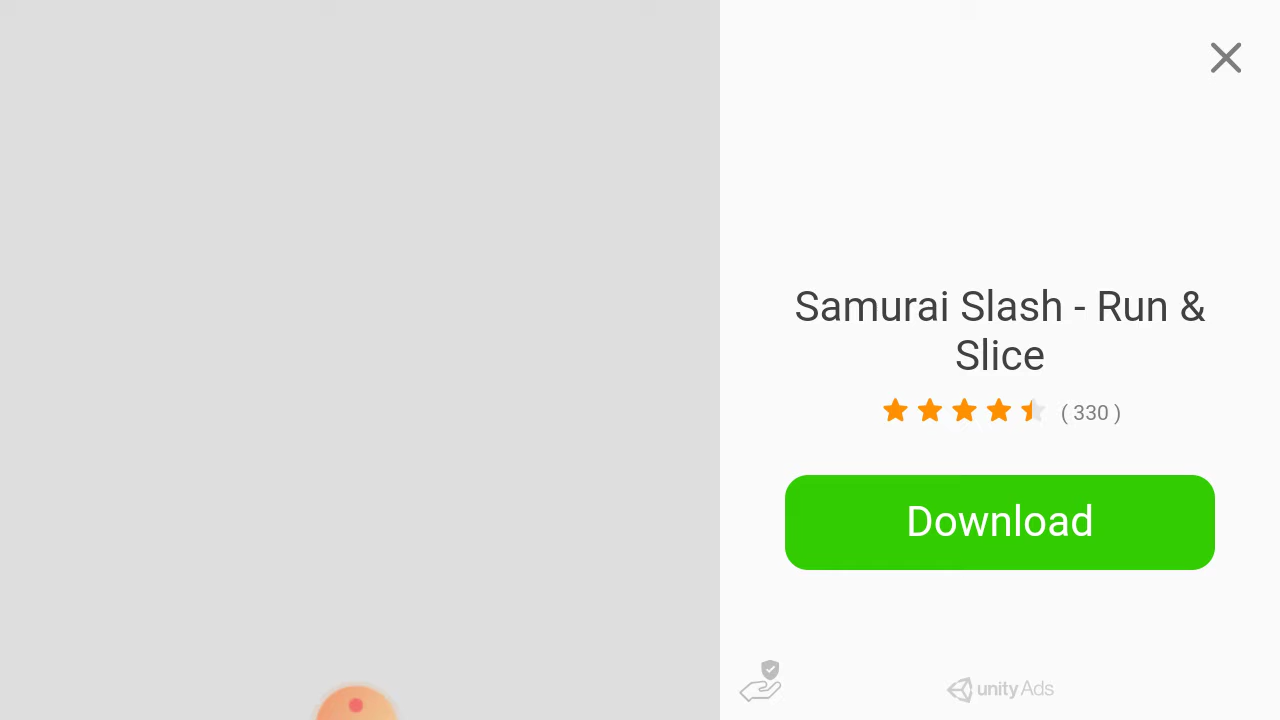 Samurai Slash - Run &
Slice
( 330 )
Download
unity Ads